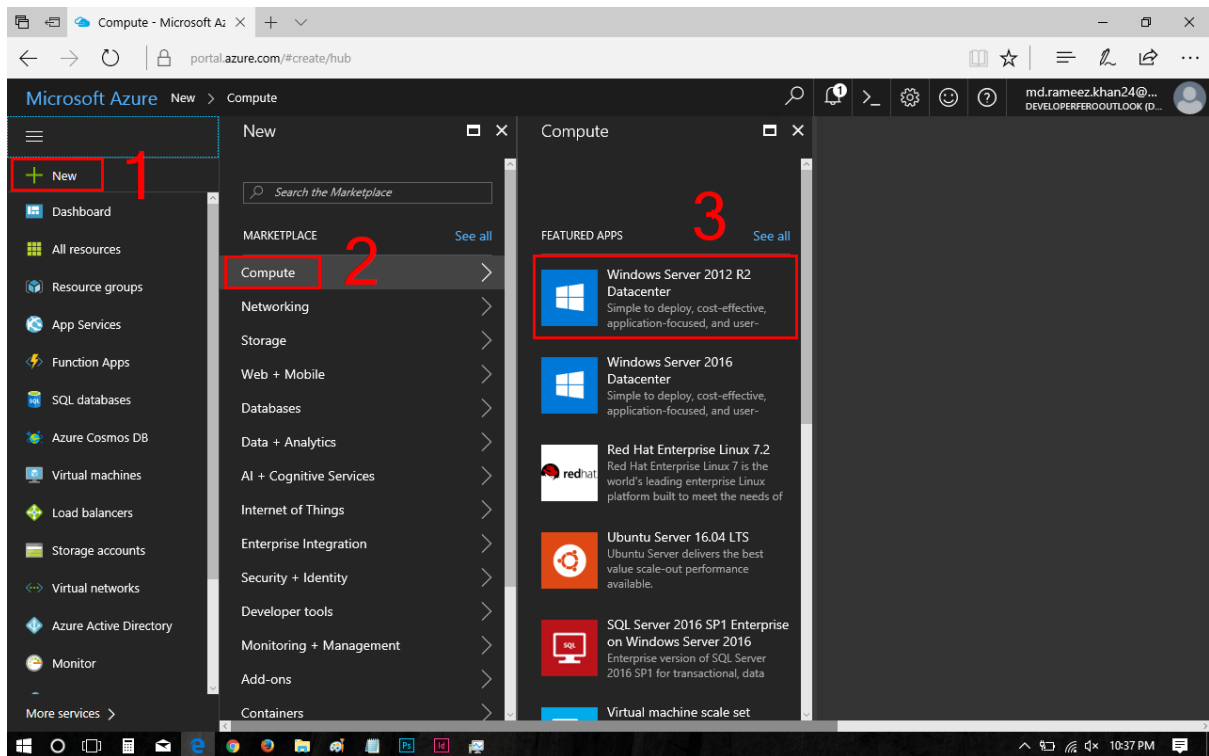 Compute - Microsoft Az
portal.azure.com/#create/hub
Microsoft Azure New > Compute
1
md.rameez.khan24@...
DEVELOPERFEROOUTLOOK (D...
New
1
Dashboard
All resources
Resource groups
App Services
Function Apps
SQL databases
Azure Cosmos DB
Virtual machines
Load balancers
Storage accounts
Virtual networks
Azure Active Directory
Monitor
More services >
New
Search the Marketplace
MARKETPLACE See all
2
Compute
Networking
Storage
Web + Mobile
Databases
Data + Analytics
AI + Cognitive Services
Internet of Things
Enterprise Integration
Security + Identity
Developer tools
Monitoring + Management
Add-ons
Containers
Compute
3
FEATURED APPS See all
Windows Server 2012 R2
Datacenter
Simple to deploy, cost-effective,
application-focused, and user-
Windows Server 2016
Datacenter
Simple to deploy, cost-effective,
application-focused, and user-
redhat
Red Hat Enterprise Linux 7.2
Red Hat Enterprise Linux 7 is the
world's leading enterprise Linux
platform built to meet the needs of
Ubuntu Server 16.04 LTS
Ubuntu Server delivers the best
value scale-out performance
available.
SQL
SQL Server 2016 SP1 Enterprise
on Windows Server 2016
Enterprise version of SQL Server
2016 SP1 for transactional, data
Virtual machine scale set
Ps
Id
10:37 PM